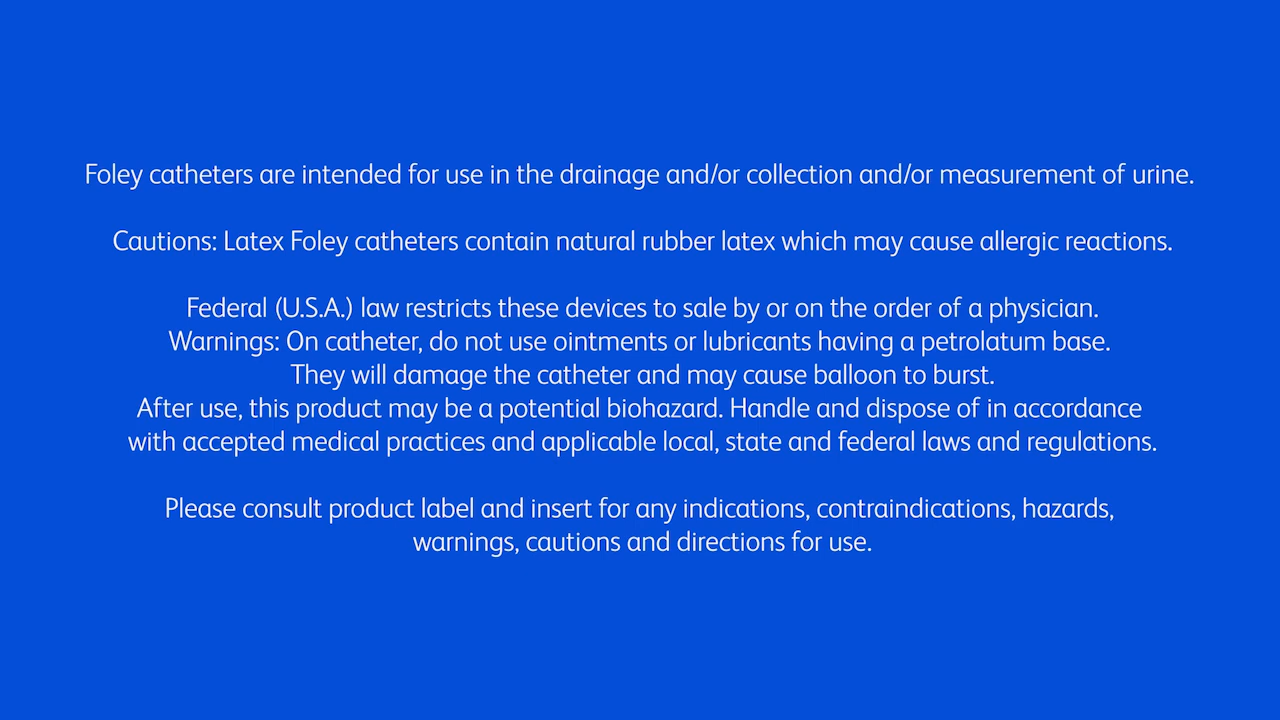 Foley catheters are intended for use in the drainage and/or collection and/or measurement of urine.
Cautions: Latex Foley catheters contain natural rubber latex which may cause allergic reactions.
Federal (U.S.A.) law restricts these devices to sale by or on the order of a physician.
Warnings: On catheter, do not use ointments or lubricants having a petrolatum base.
They will damage the catheter and may cause balloon to burst.
After use, this product may be a potential biohazard. Handle and dispose of in accordance
with accepted medical practices and applicable local, state and federal laws and regulations.
Please consult product label and insert for any indications, contraindications, hazards,
warnings, cautions and directions for use.